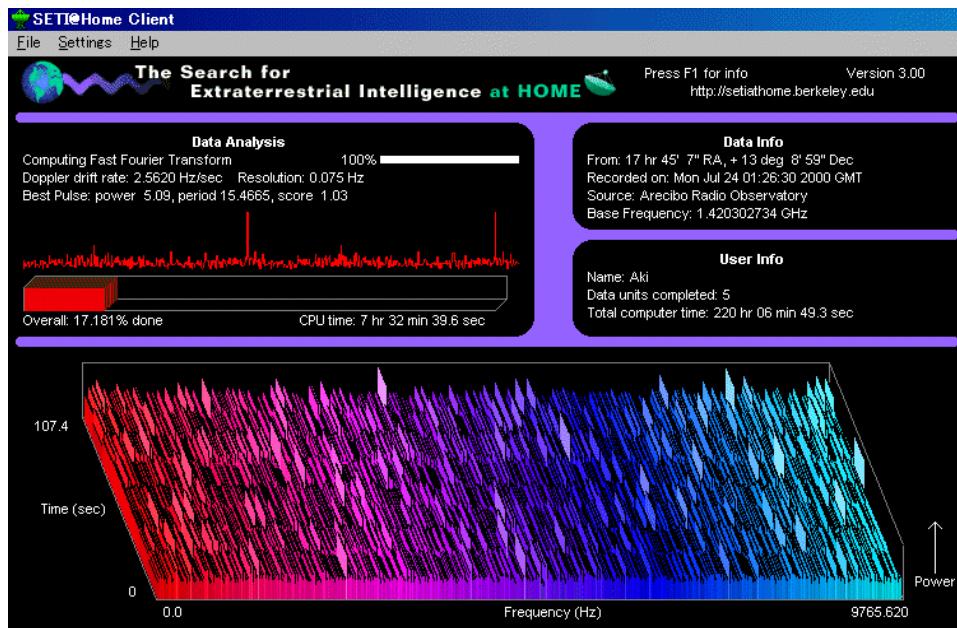 SETI@Home Client
File Settings Help
The Search for
Extraterrestrial Intelligence at HOME
Press F1 for info Version 3.00
http://setiathome.berkeley.edu
Data Analysis
Computing Fast Fourier Transform 100%
Doppler drift rate: 2.5620 Hz/sec Resolution: 0.075 Hz
Best Pulse: power 5.09, period 15.4665, score 1.03
Overall: 17.181% done CPU time: 7 hr 32 min 39.6 sec
Data Info
From: 17 hr 45' 7" RA, + 13 deg 8' 59" Dec
Recorded on: Mon Jul 24 01:26:30 2000 GMT
Source: Arecibo Radio Observatory
Base Frequency: 1.420302734 GHz
User Info
Name: Aki
Data units completed: 5
Total computer time: 220 hr 06 min 49.3 sec
107.4
Time (sec)
0
Power
0.0 Frequency (Hz) 9765.620